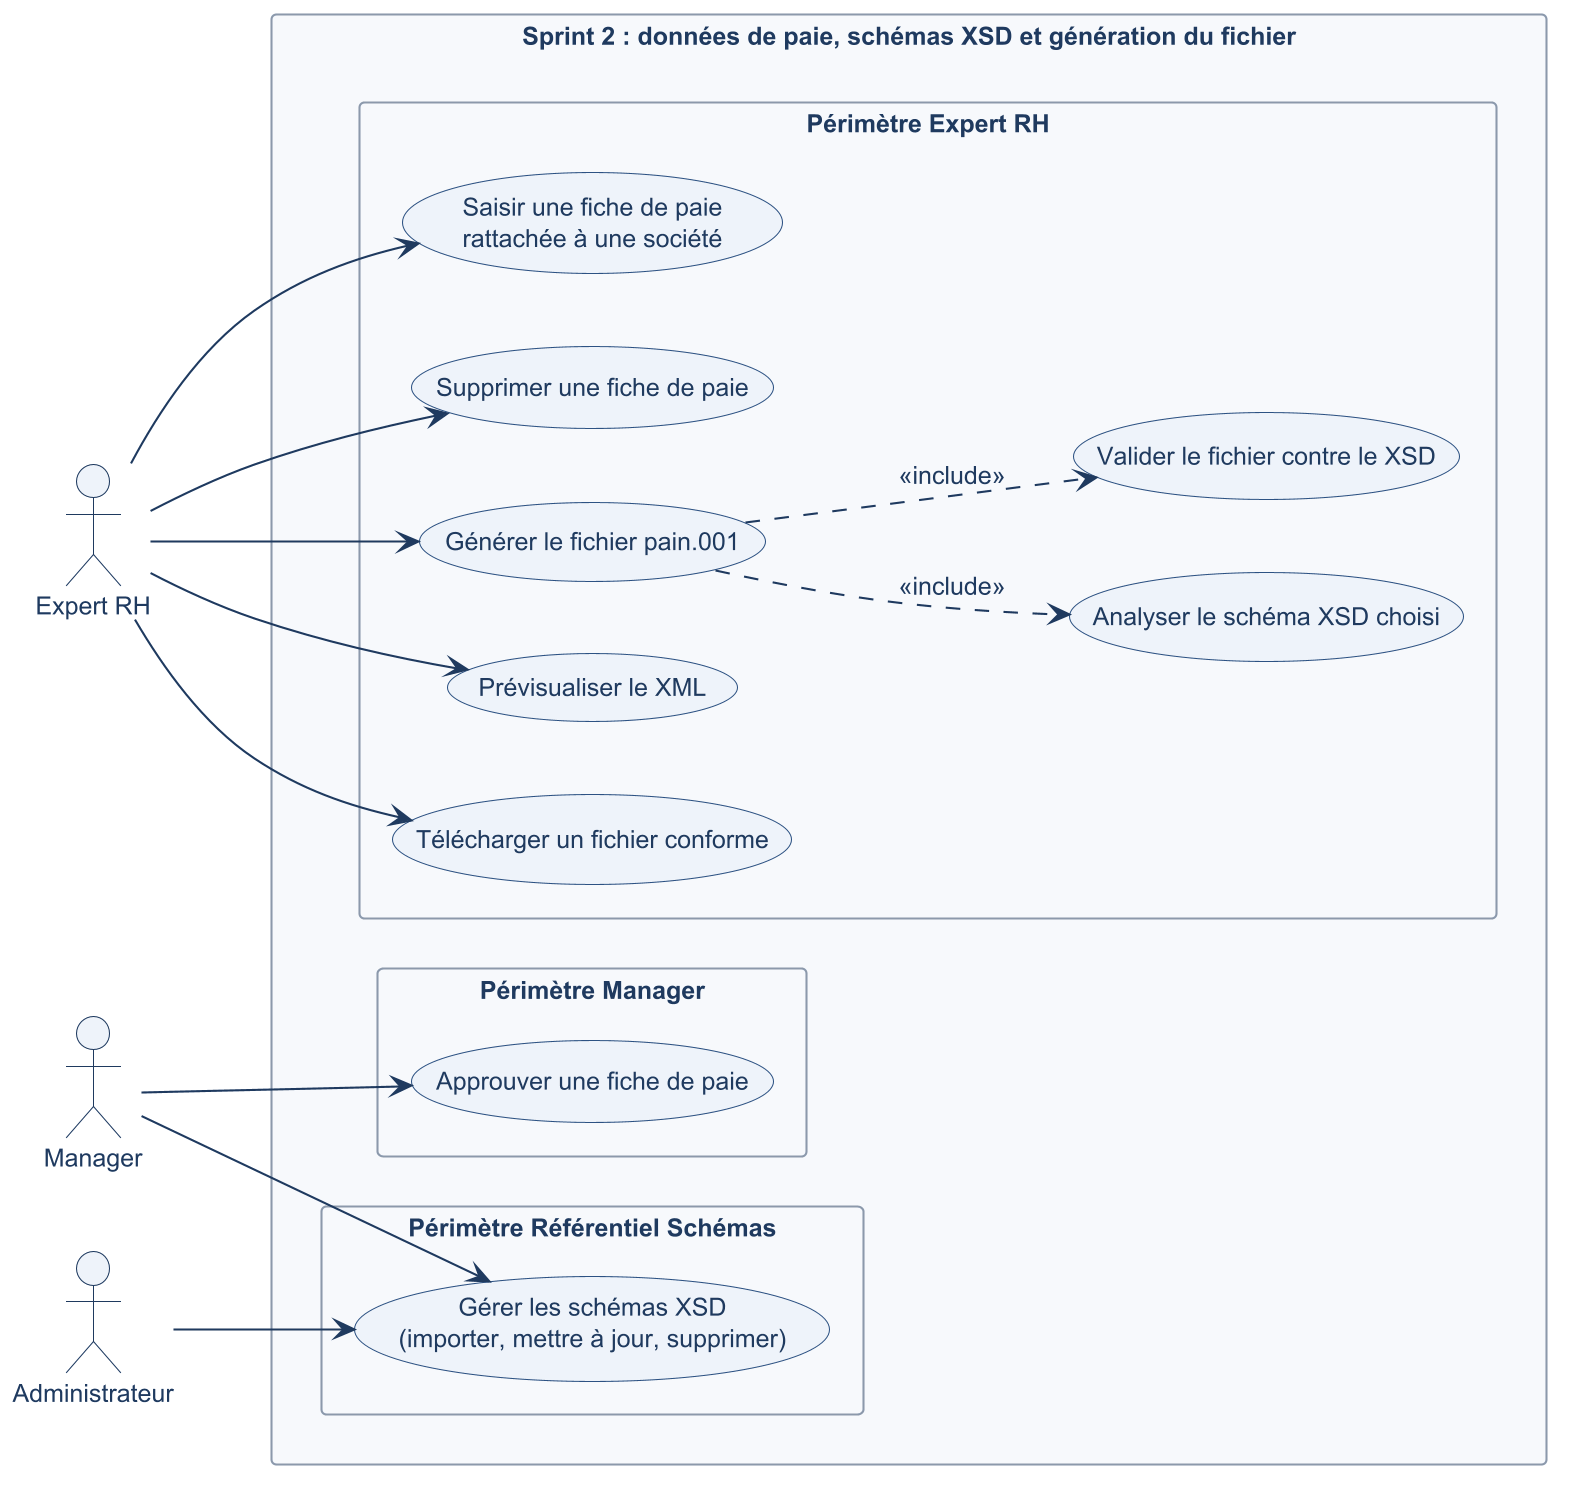 Sprint 2 : données de paie, schémas XSD et génération du fichier
Périmètre Expert RH
Saisir une fiche de paie
rattachée à une société
Supprimer une fiche de paie
Valider le fichier contre le XSD
«include»
Générer le fichier pain.001
«include»
Analyser le schéma XSD choisi
Expert RH
Prévisualiser le XML
Télécharger un fichier conforme
Périmètre Manager
Approuver une fiche de paie
Manager
Périmètre Référentiel Schémas
Gérer les schémas XSD
(importer, mettre à jour, supprimer)
Administrateur